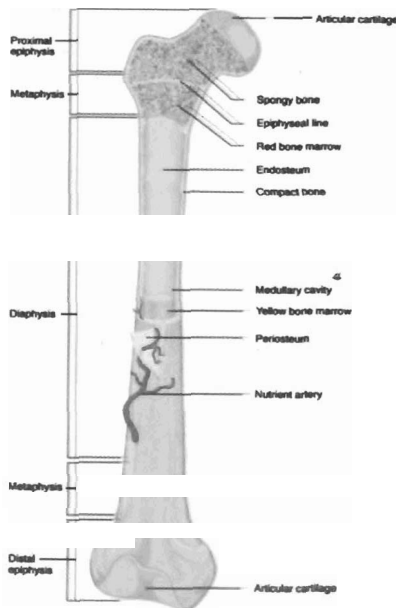 Articular cartilage
Proximal
epiphysis
Metaphysis
Spongy bone
Epiphyseal line
Red bone marrow
Endosteum
Compact bone
Medullary cavity
Diaphysis
Yellow bone marrow
Periosteum
Nutrient artery
Metaphysis
Distal
epiphysis
Articular cartilage